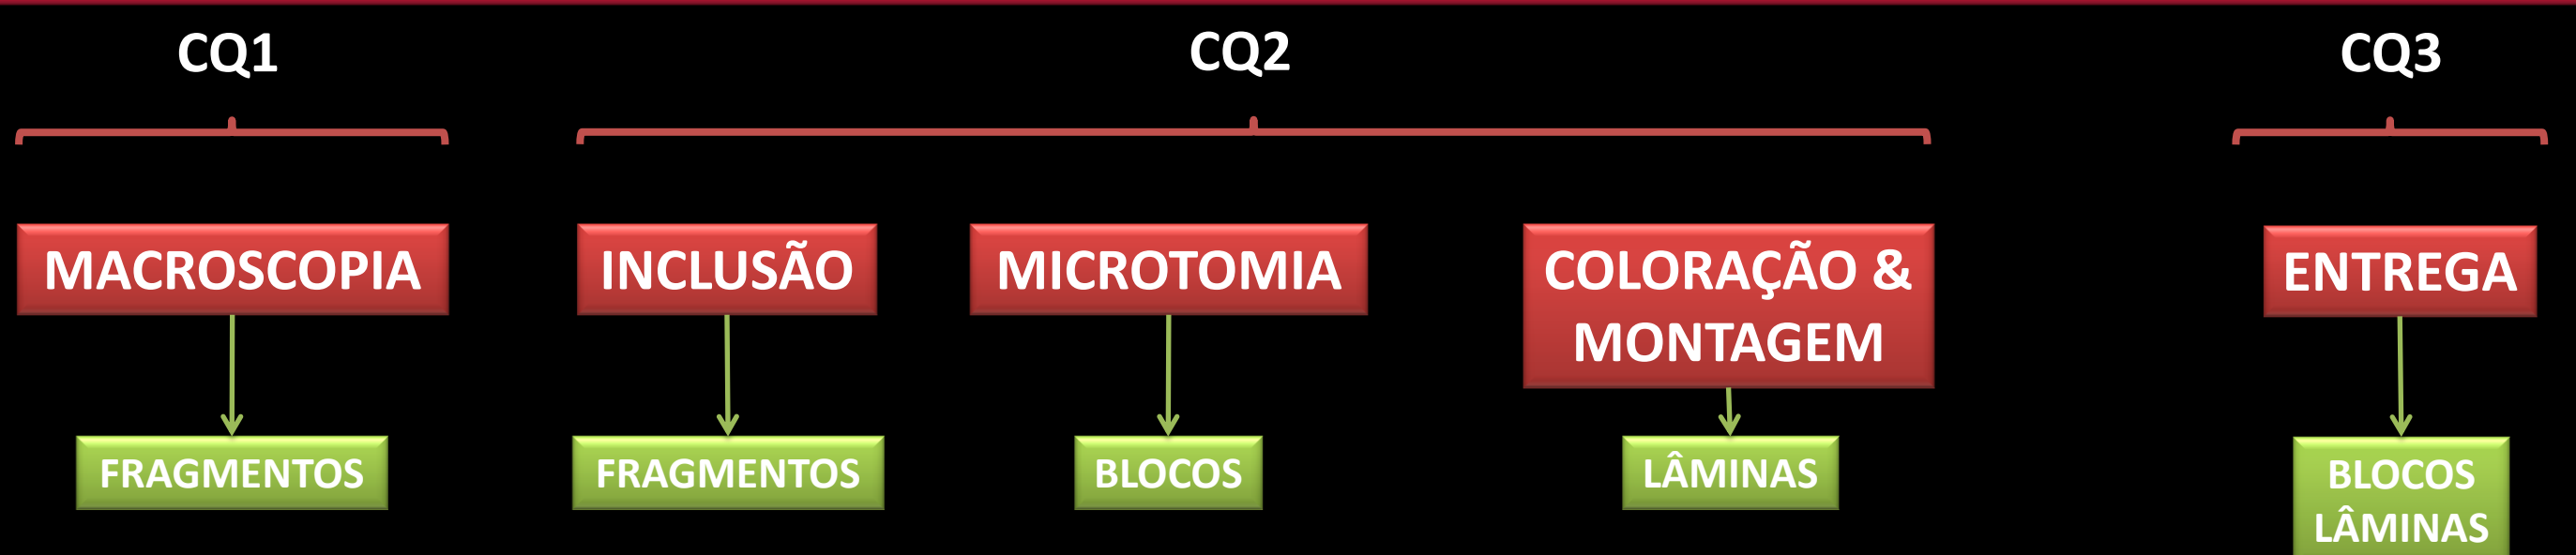 CQ1
CQ2
CQ3
MACROSCOPIA
INCLUSÃO
MICROTOMIA
COLORAÇÃO &
MONTAGEM
ENTREGA
FRAGMENTOS
FRAGMENTOS
BLOCOS
LÂMINAS
BLOCOS
LÂMINAS